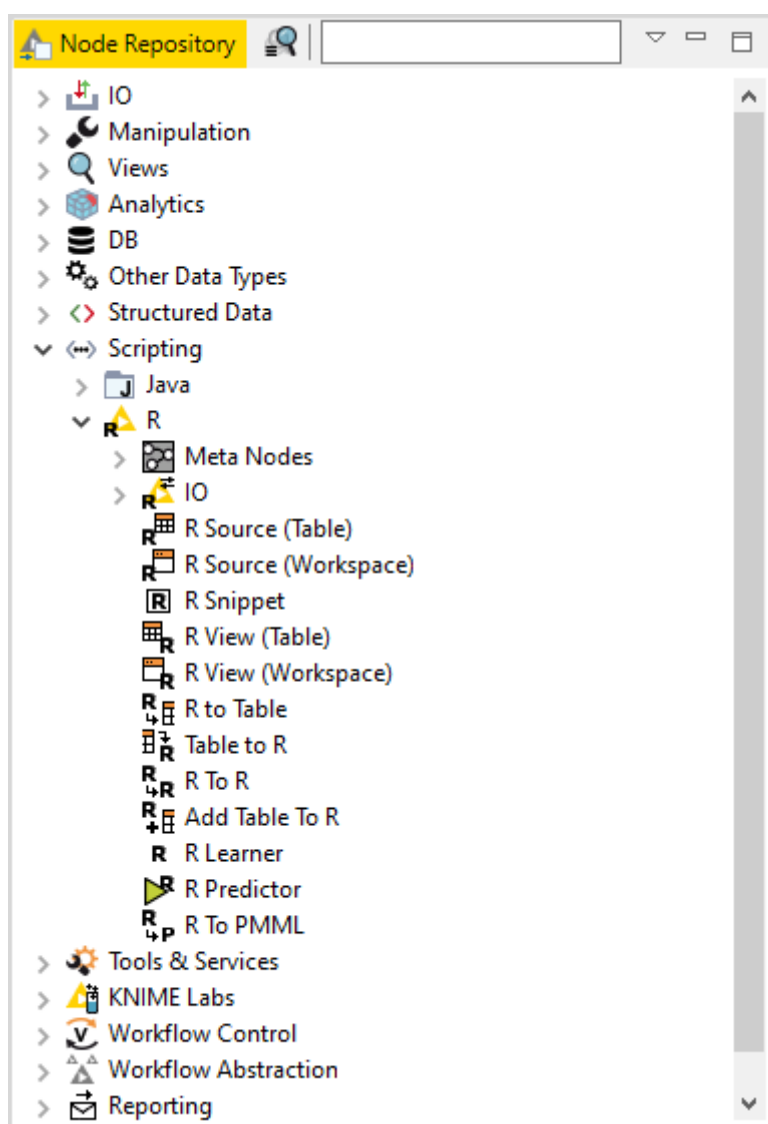 Node Repository
IO
Manipulation
Views
Analytics
DB
Other Data Types
Structured Data
Scripting
Java
R
Meta Nodes
IO
R Source (Table)
R Source (Workspace)
R Snippet
R View (Table)
R View (Workspace)
R to Table
Table to R
R To R
Add Table To R
R Learner
R Predictor
R To PMML
Tools & Services
KNIME Labs
Workflow Control
Workflow Abstraction
Reporting